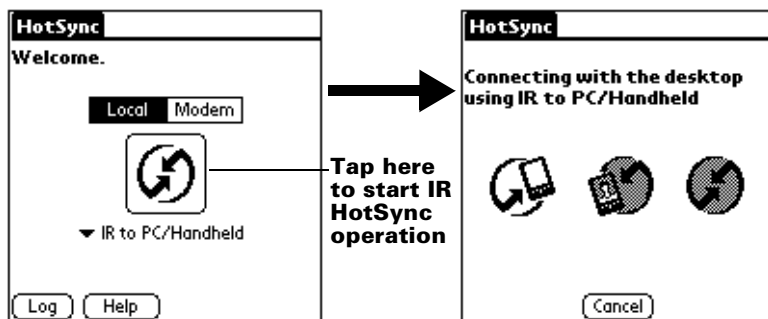 HotSync
Welcome.
Local Modem
IR to PC/Handheld
Log Help
Tap here
to start IR
HotSync
operation
HotSync
Connecting with the desktop
using IR to PC/Handheld
Cancel